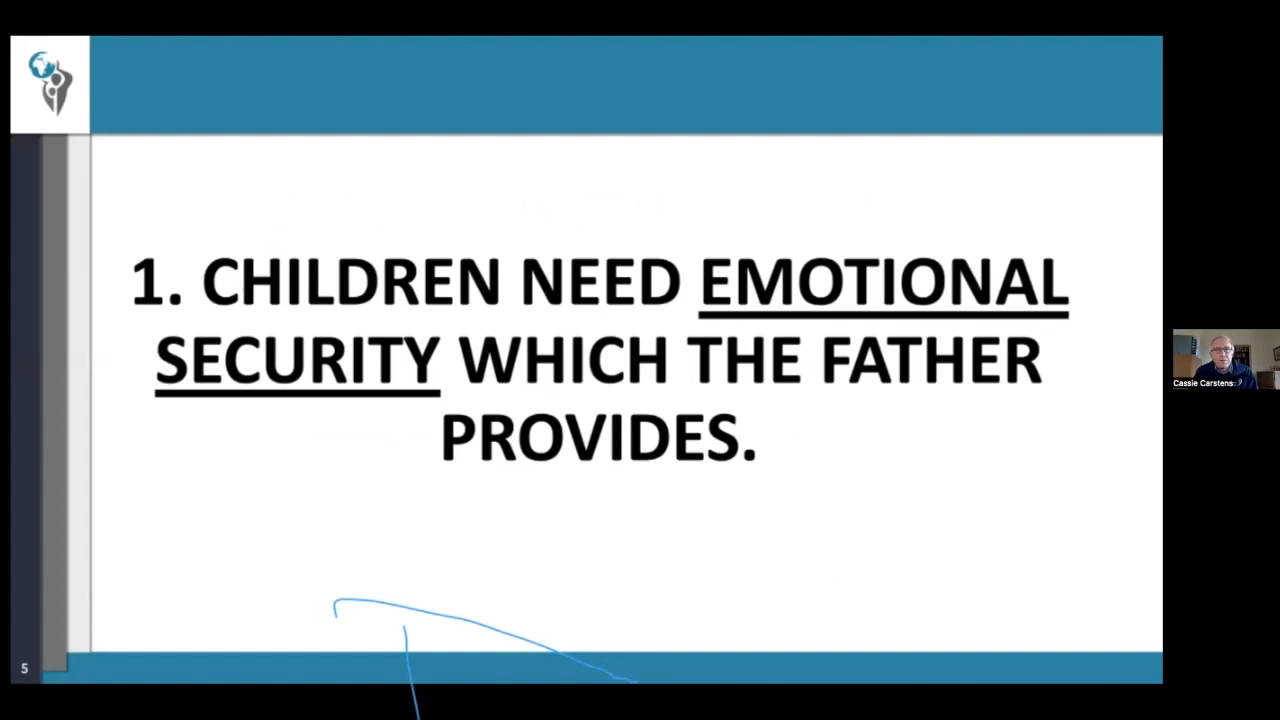 1. CHILDREN NEED EMOTIONAL
SECURITY WHICH THE FATHER
PROVIDES.
Cassie Carstens
5